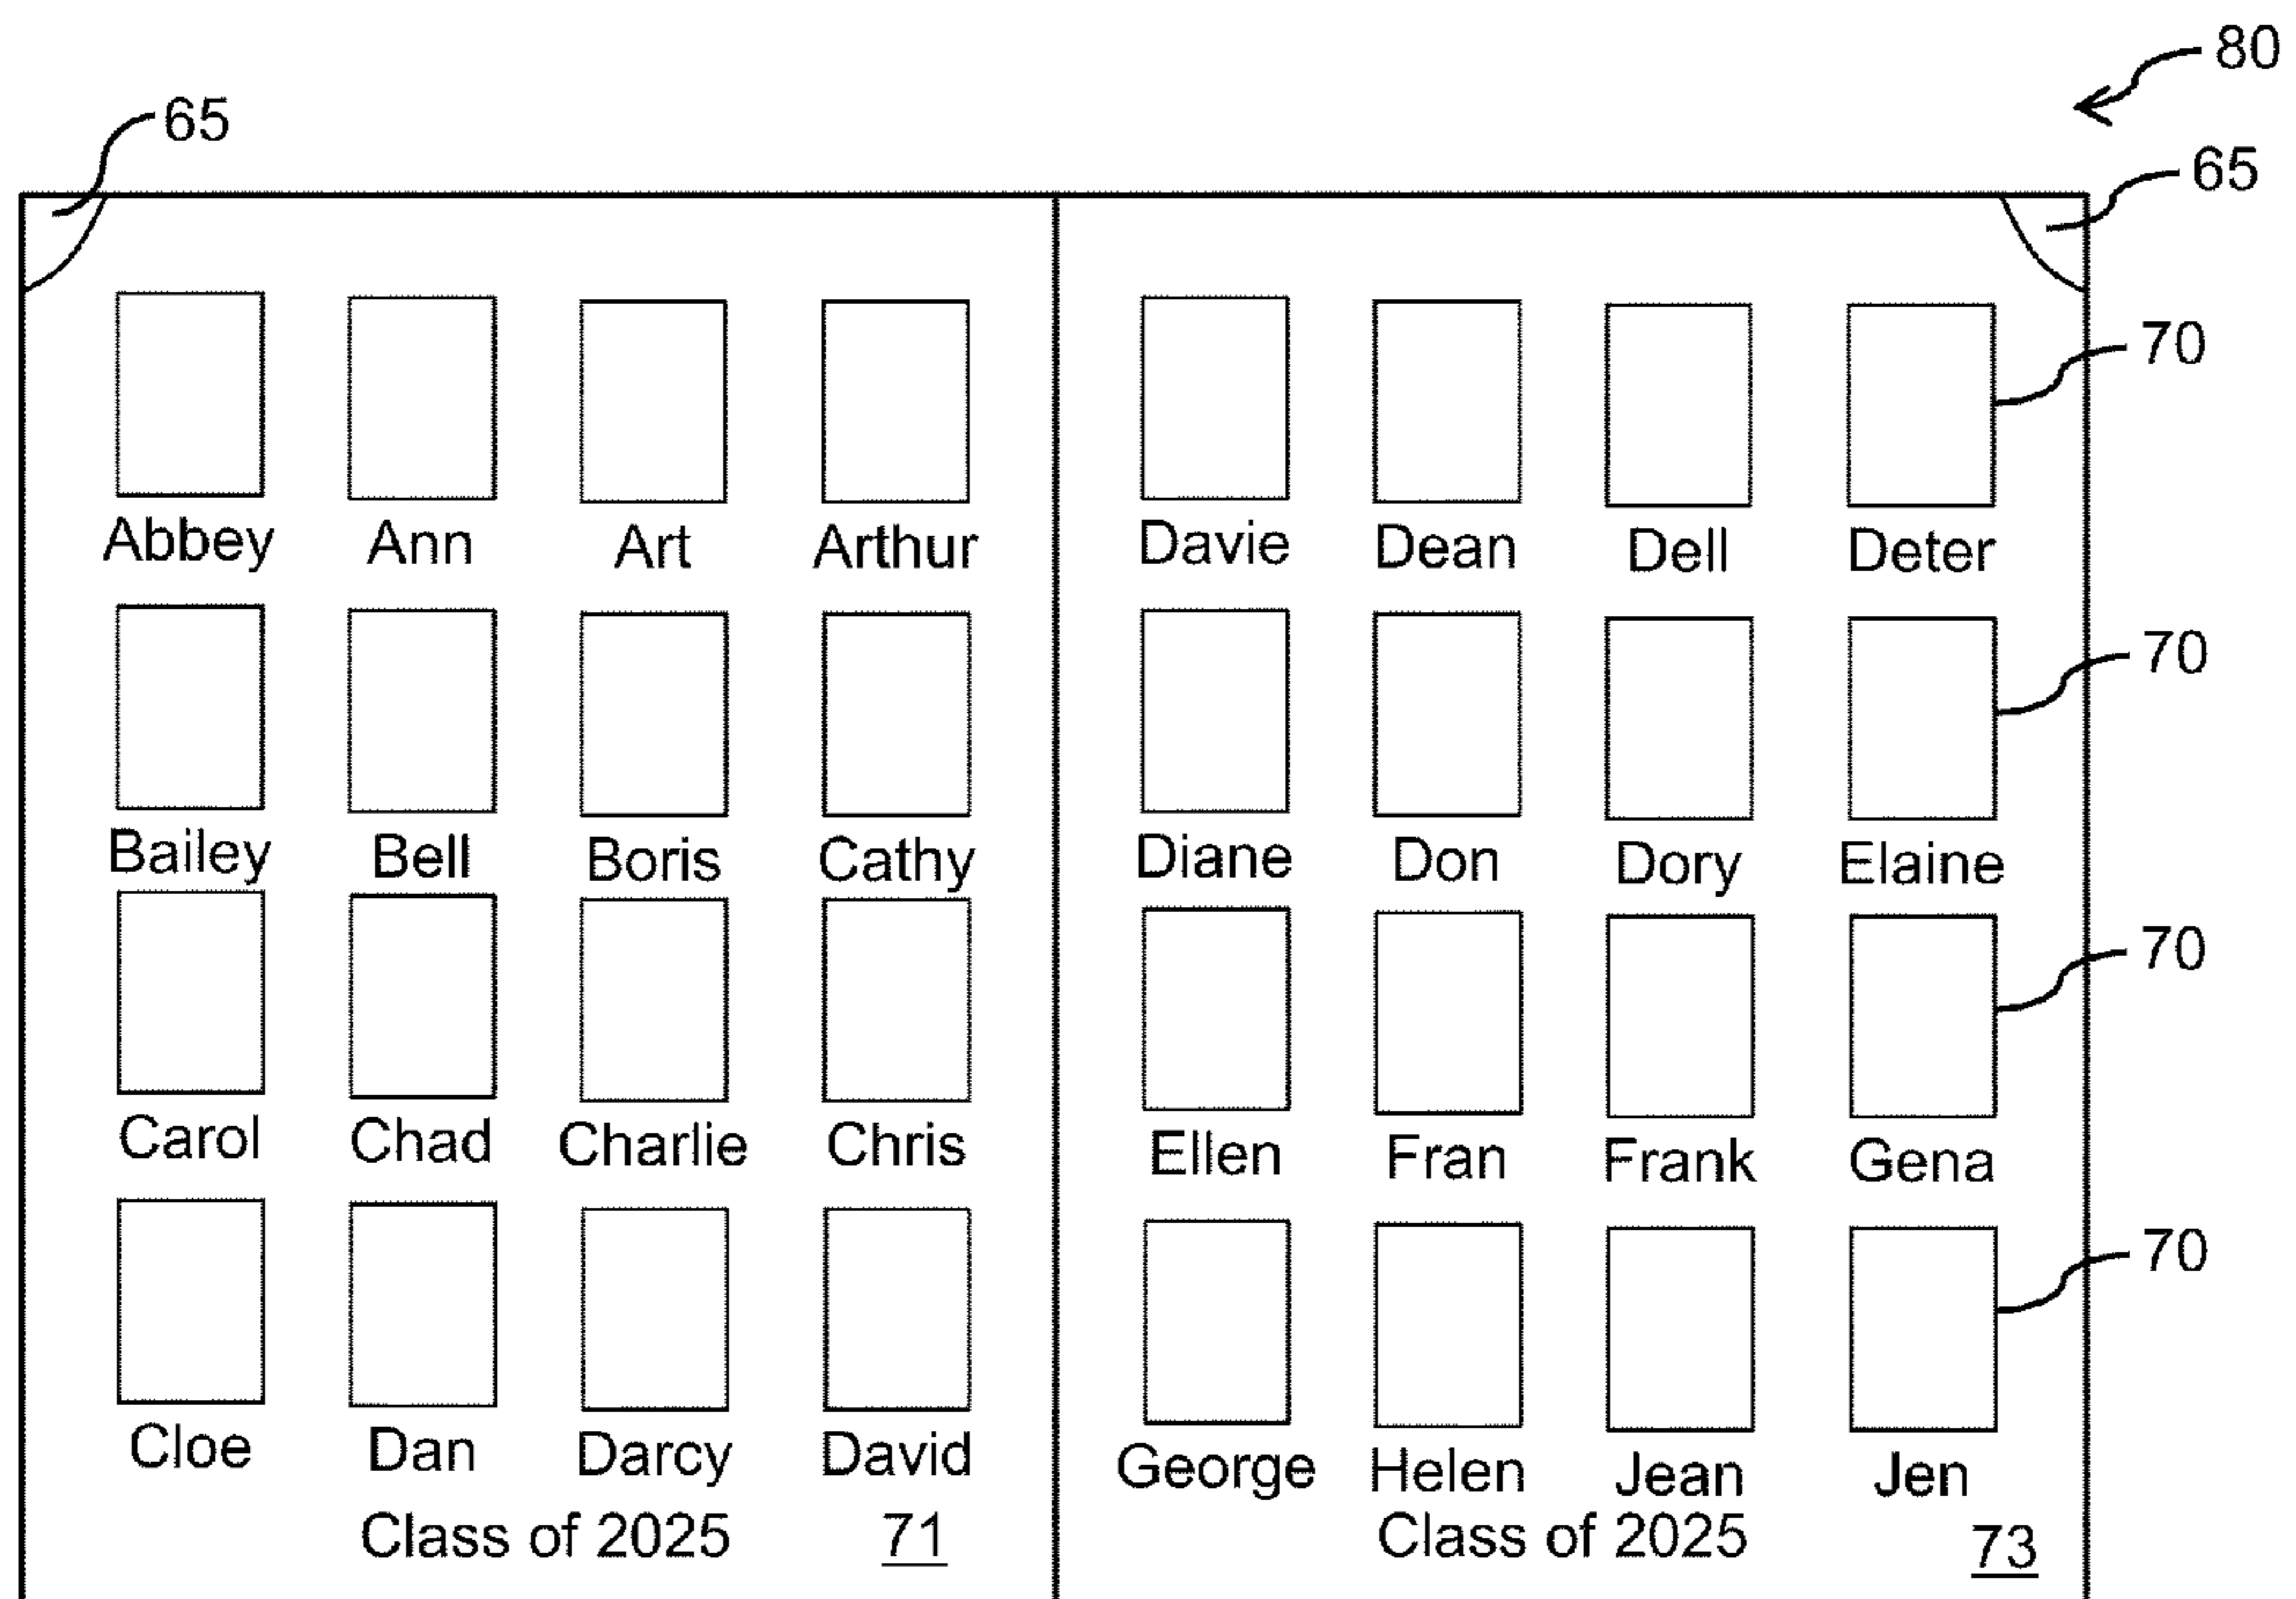 80
65
65
70
Abbey Ann Art Arthur Davie Dean Dell Deter
70
Bailey Bell Boris Cathy Diane Don Dory Elaine
70
Carol Chad Charlie Chris Ellen Fran Frank Gena
70
Cloe Dan Darcy David George Helen Jean Jen
Class of 2025 71 Class of 2025 73